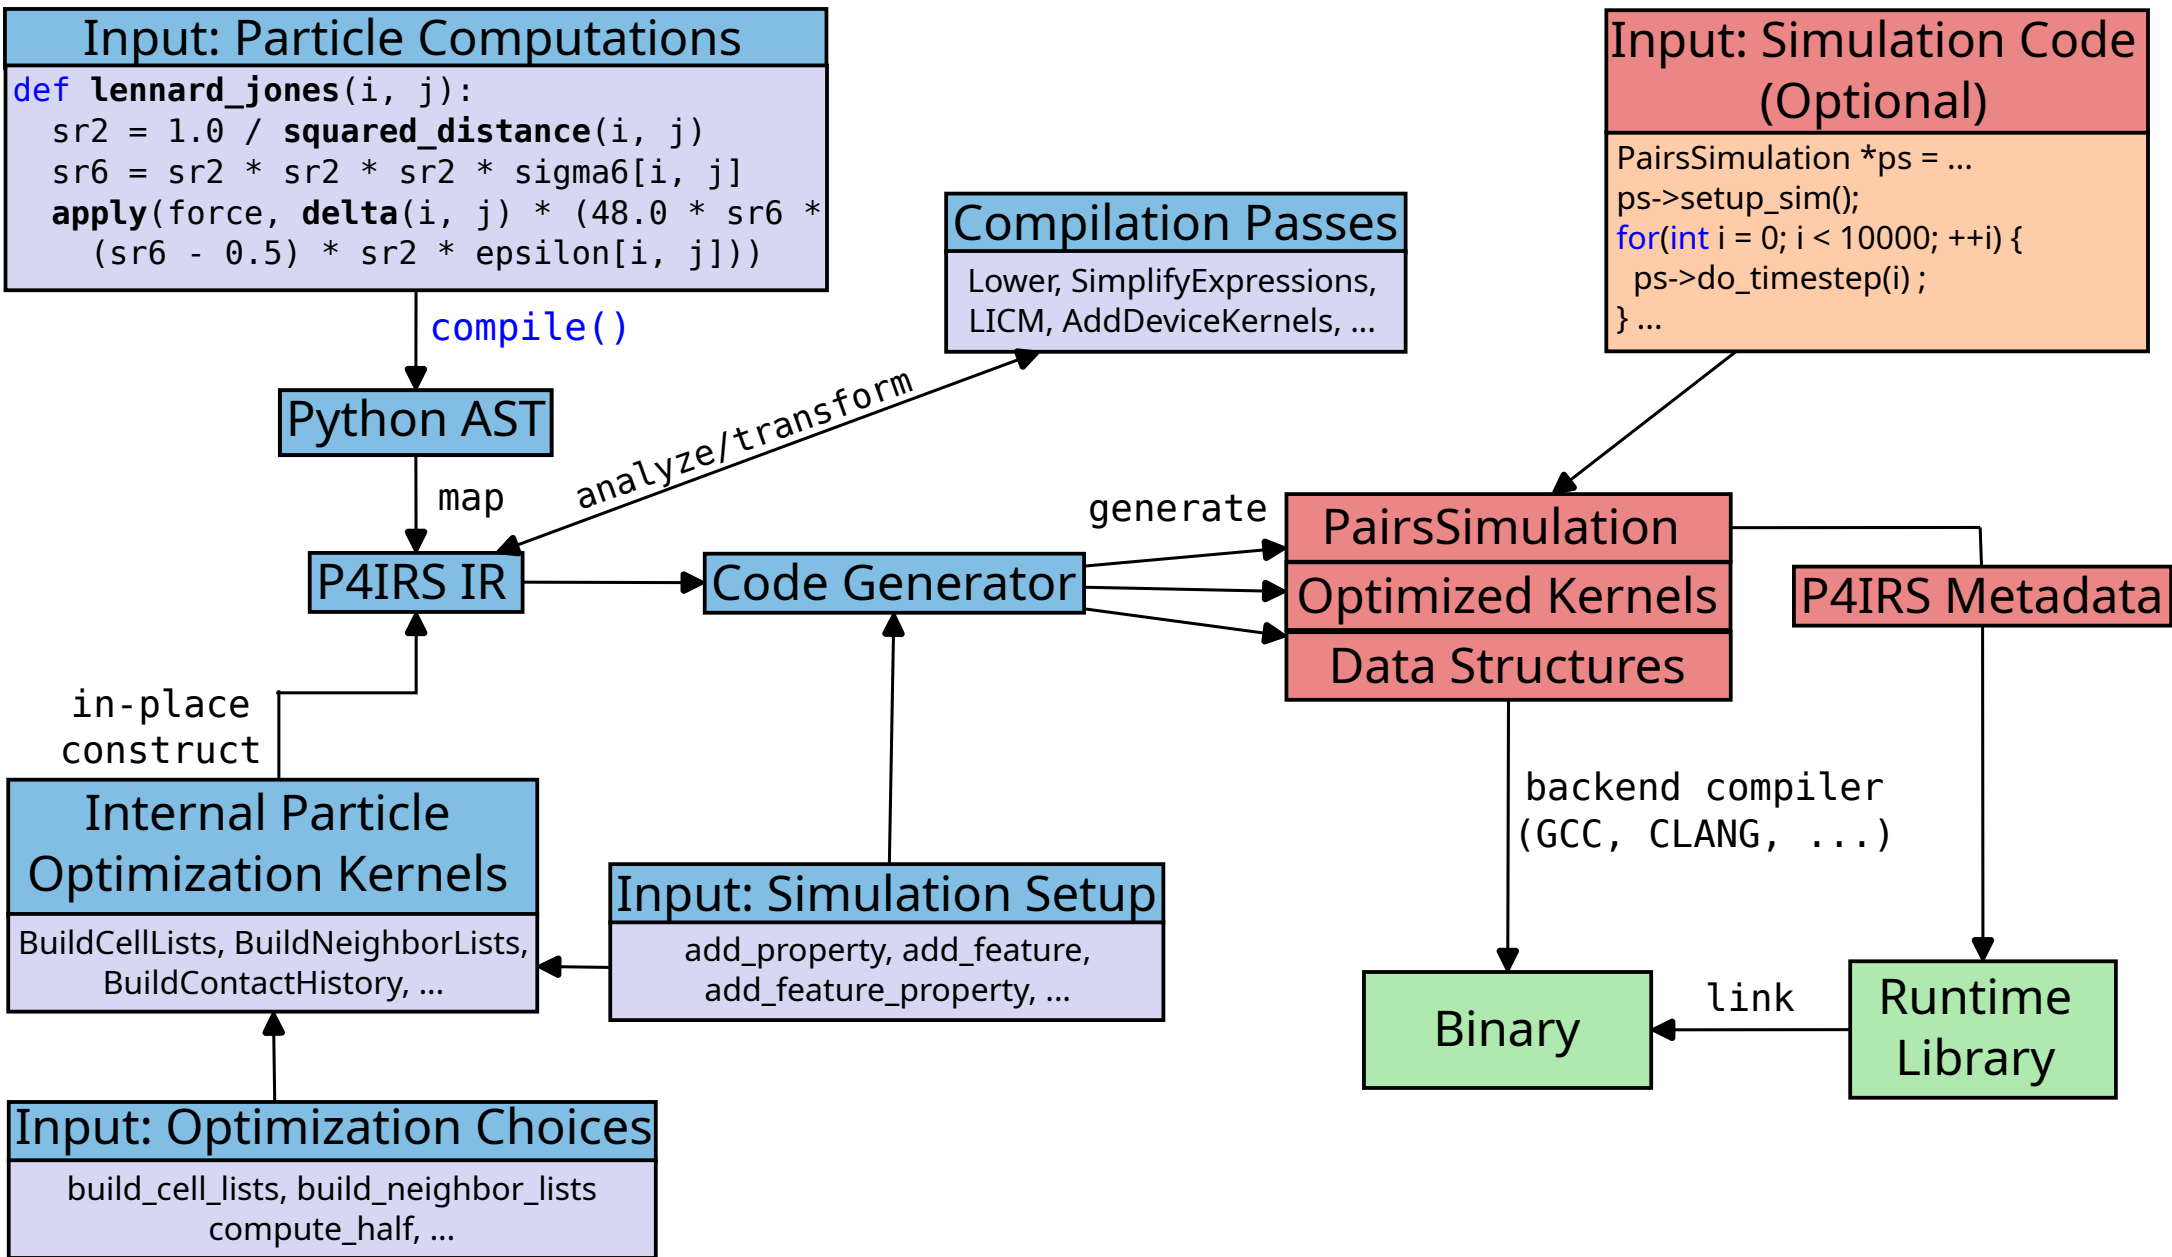 Input: Particle Computations
def lennard_jones(i, j):
  sr2 = 1.0 / squared_distance(i, j)
  sr6 = sr2 * sr2 * sr2 * sigma6[i, j]
  apply(force, delta(i, j) * (48.0 * sr6 *
    (sr6 - 0.5) * sr2 * epsilon[i, j]))
compile()
Python AST
map
P4IRS IR
analyze/transform
Compilation Passes
Lower, SimplifyExpressions,
LICM, AddDeviceKernels, ...
Input: Simulation Code
(Optional)
PairsSimulation *ps = ...
ps->setup_sim();
for(int i = 0; i < 10000; ++i) {
  ps->do_timestep(i) ;
} ...
Code Generator
generate
PairsSimulation
Optimized Kernels
Data Structures
P4IRS Metadata
in-place
construct
Internal Particle
Optimization Kernels
BuildCellLists, BuildNeighborLists,
BuildContactHistory, ...
Input: Simulation Setup
add_property, add_feature,
add_feature_property, ...
backend compiler
(GCC, CLANG, ...)
Binary
link
Runtime
Library
Input: Optimization Choices
build_cell_lists, build_neighbor_lists
compute_half, ...